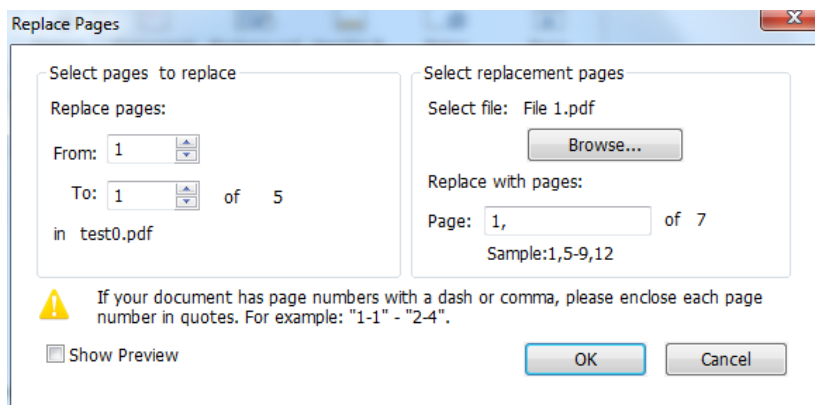 Replace Pages
Select pages to replace
Replace pages:
From: 1
To: 1 of 5
in test0.pdf
Select replacement pages
Select file: File 1.pdf
Browse...
Replace with pages:
Page: 1, of 7
Sample:1,5-9,12
If your document has page numbers with a dash or comma, please enclose each page
number in quotes. For example: "1-1" - "2-4".
Show Preview
OK
Cancel